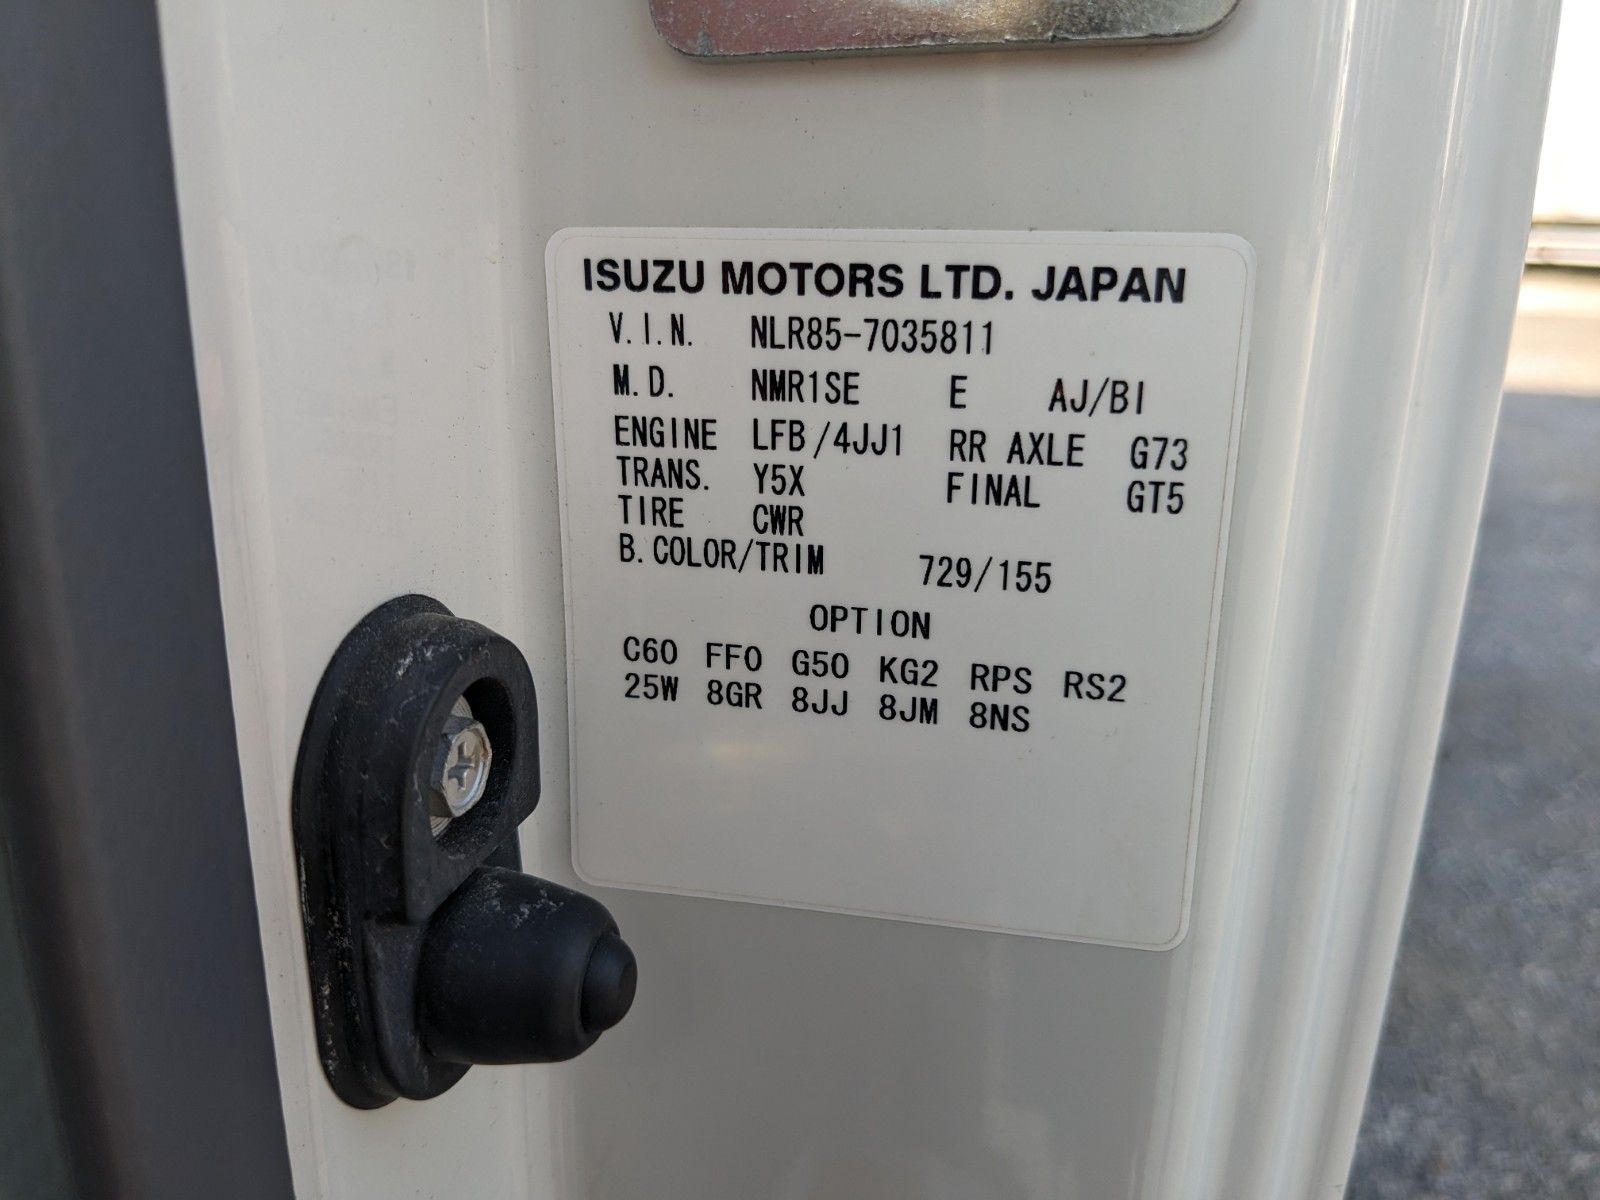 ISUZU MOTORS LTD. JAPAN
V.I.N. NLR85-7035811
M.D. NMR1SE E AJ/BI
ENGINE LFB/4JJ1 RR AXLE G73
TRANS. Y5X FINAL GT5
TIRE CWR
B.COLOR/TRIM 729/155
OPTION
C60 FF0 G50 KG2 RPS RS2
25W 8GR 8JJ 8JM 8NS